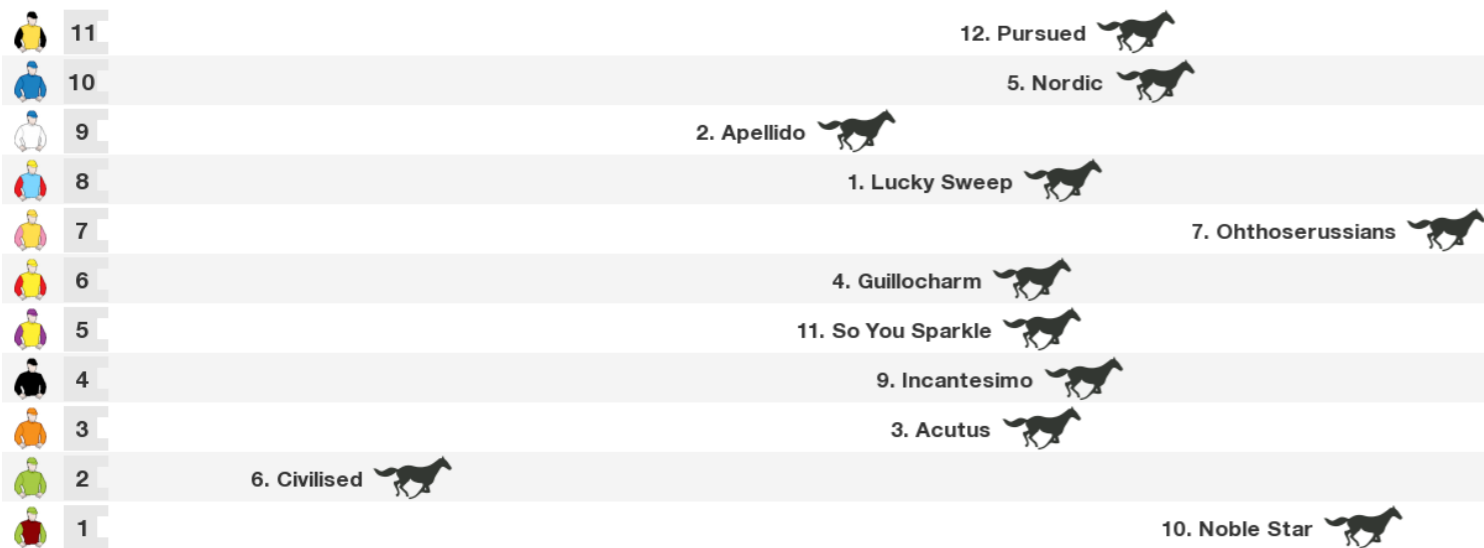 11 12. Pursued
10 5. Nordic
9 2. Apellido
8 1. Lucky Sweep
7 7. Ohthoserussians
6 4. Guillocharm
5 11. So You Sparkle
4 9. Incantesimo
3 3. Acutus
2 6. Civilised
1 10. Noble Star